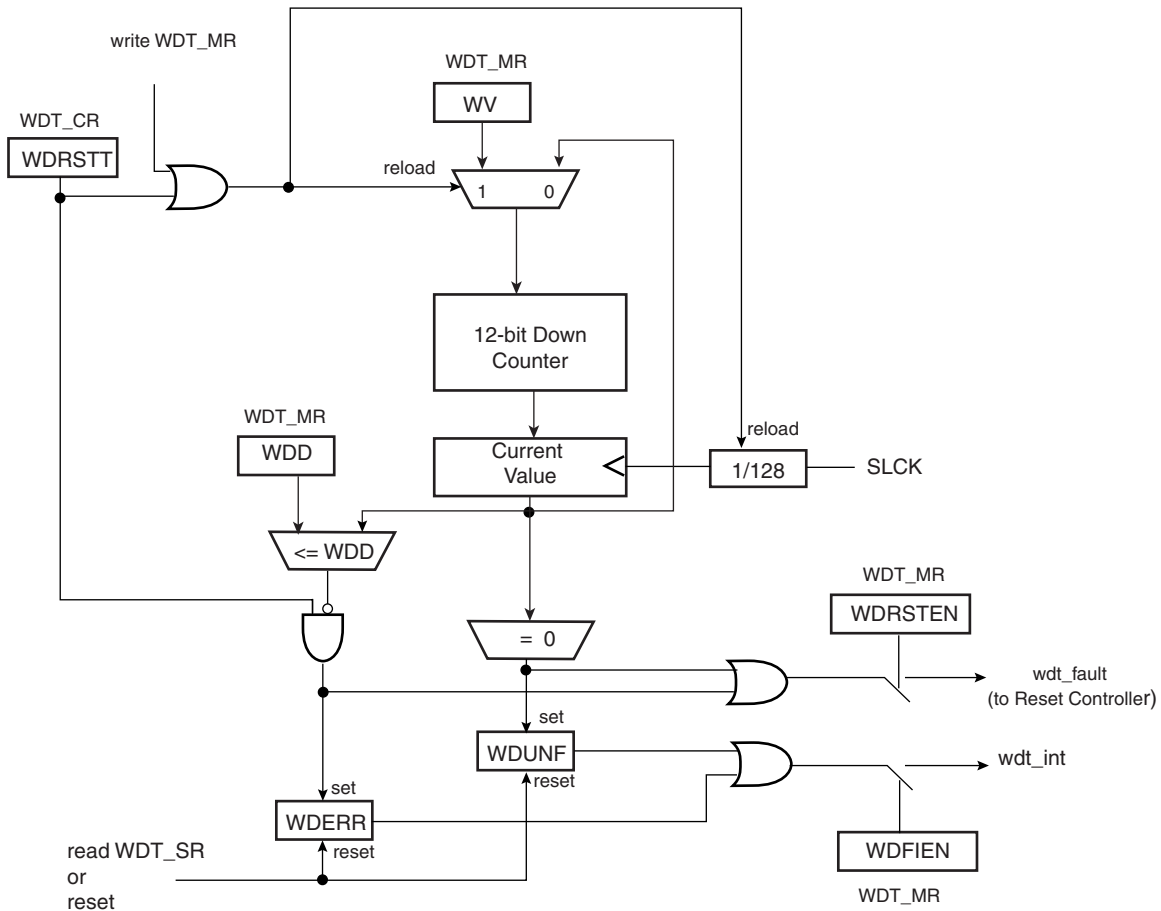 write WDT_MR
WDT_MR
WV
WDT_CR
WDRSTT
reload
1 0
12-bit Down
Counter
WDT_MR
WDD
Current
Value
reload
1/128
SLCK
<= WDD
= 0
WDT_MR
WDRSTEN
wdt_fault
(to Reset Controller)
set
WDUNF
reset
wdt_int
set
WDERR
reset
WDFIEN
WDT_MR
read WDT_SR
or
reset